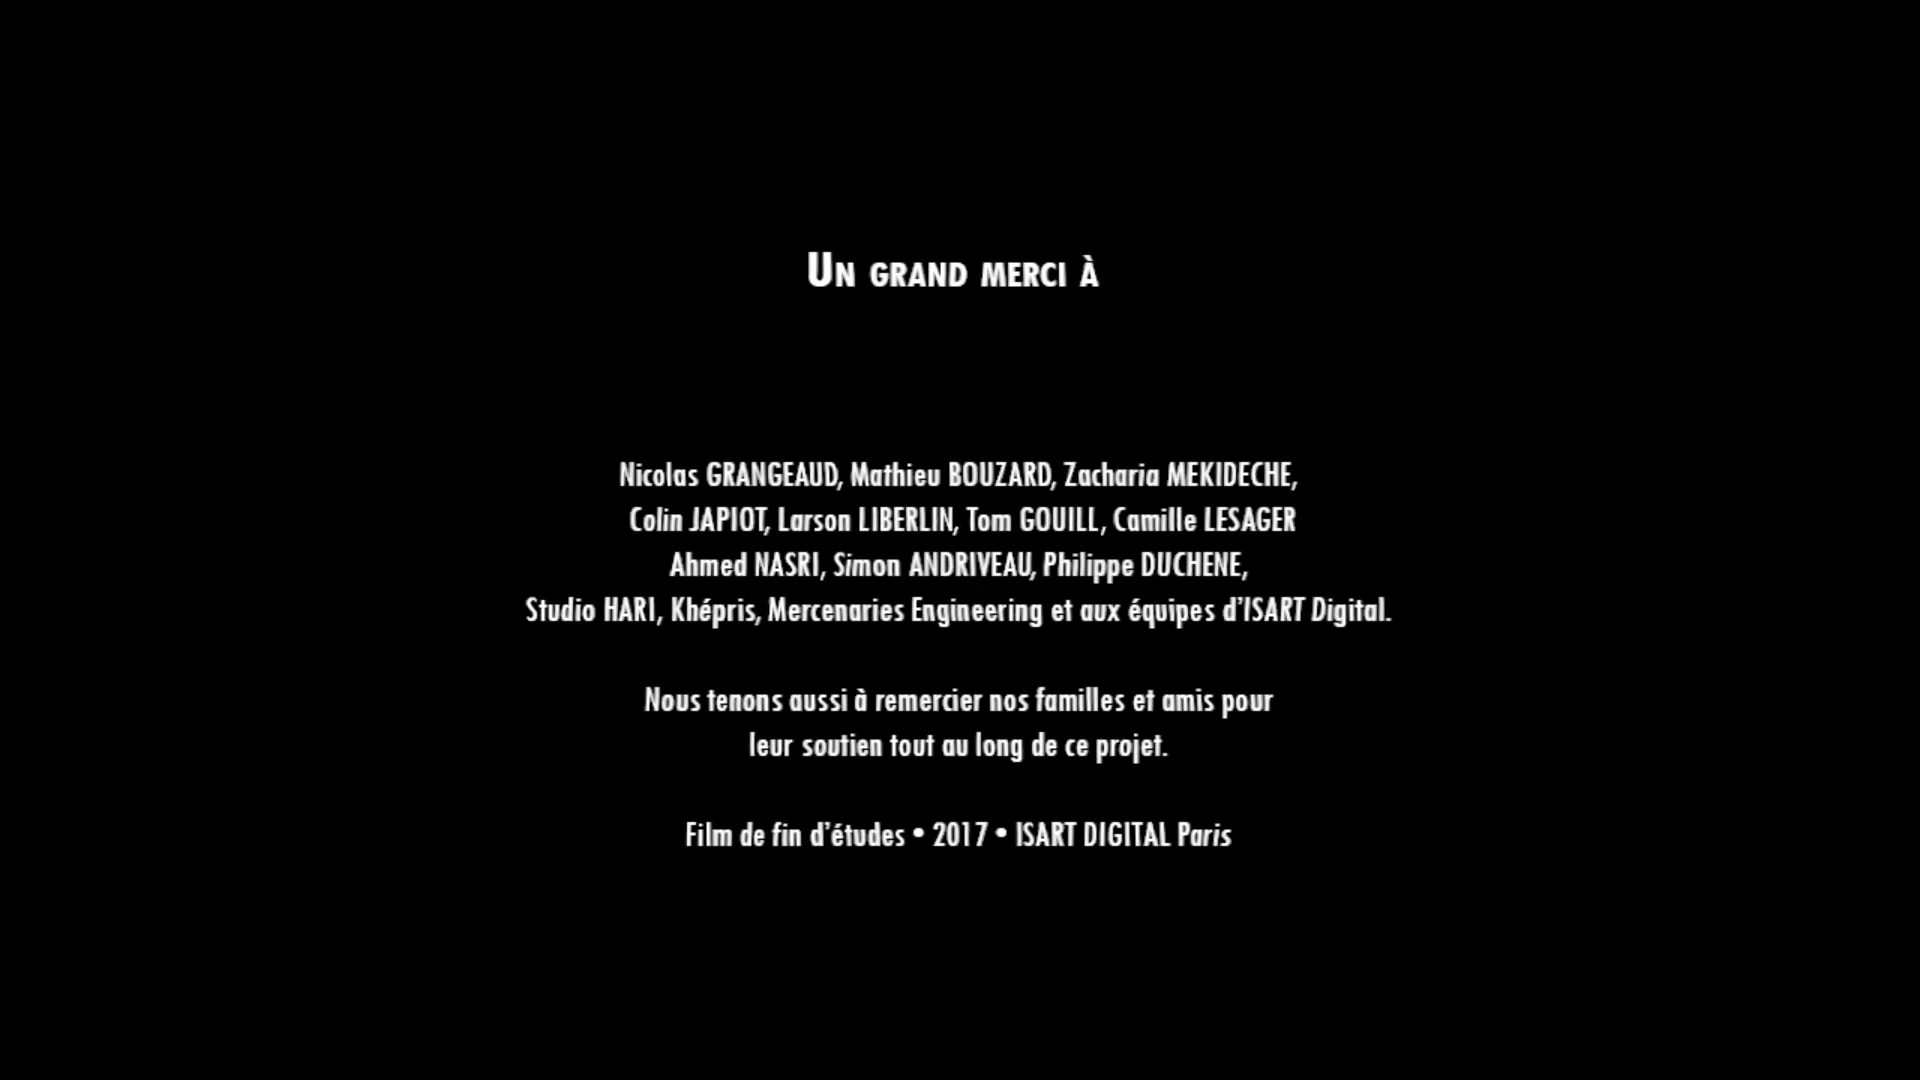 Un grand merci à
Nicolas GRANGEAUD, Mathieu BOUZARD, Zacharia MEKIDECHE,
Colin JAPIOT, Larson LIBERLIN, Tom GOUILL, Camille LESAGER
Ahmed NASRI, Simon ANDRIVEAU, Philippe DUCHENE,
Studio HARI, Khépris, Mercenaries Engineering et aux équipes d’ISART Digital.
Nous tenons aussi à remercier nos familles et amis pour
leur soutien tout au long de ce projet.
Film de fin d’études • 2017 • ISART DIGITAL Paris